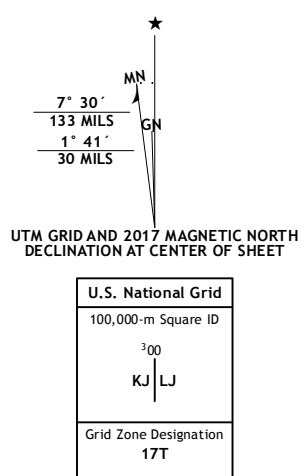 ★
MN
GN
7° 30´
133 MILS
1° 41´
30 MILS
UTM GRID AND 2017 MAGNETIC NORTH
DECLINATION AT CENTER OF SHEET
U.S. National Grid
100,000-m Square ID
³00
KJ LJ
Grid Zone Designation
17T